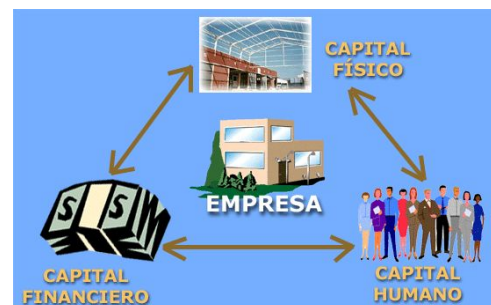 CAPITAL
FÍSICO
EMPRESA
CAPITAL
FINANCIERO
CAPITAL
HUMANO